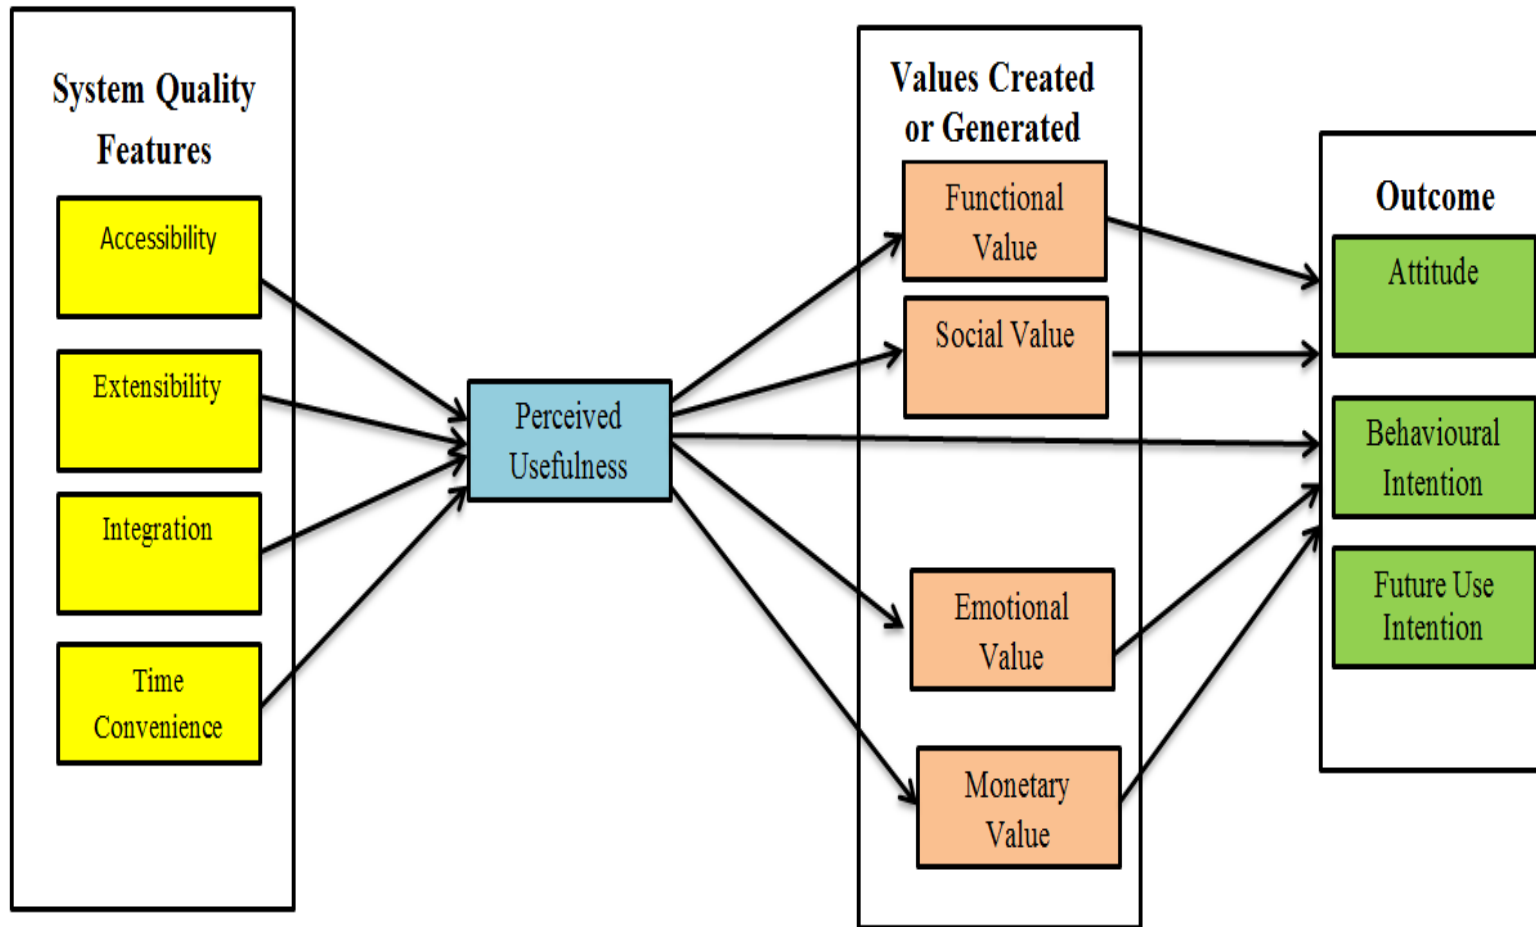 System Quality
Features
Accessibility
Extensibility
Integration
Time
Convenience
Perceived
Usefulness
Values Created
or Generated
Functional
Value
Social Value
Emotional
Value
Monetary
Value
Outcome
Attitude
Behavioural
Intention
Future Use
Intention